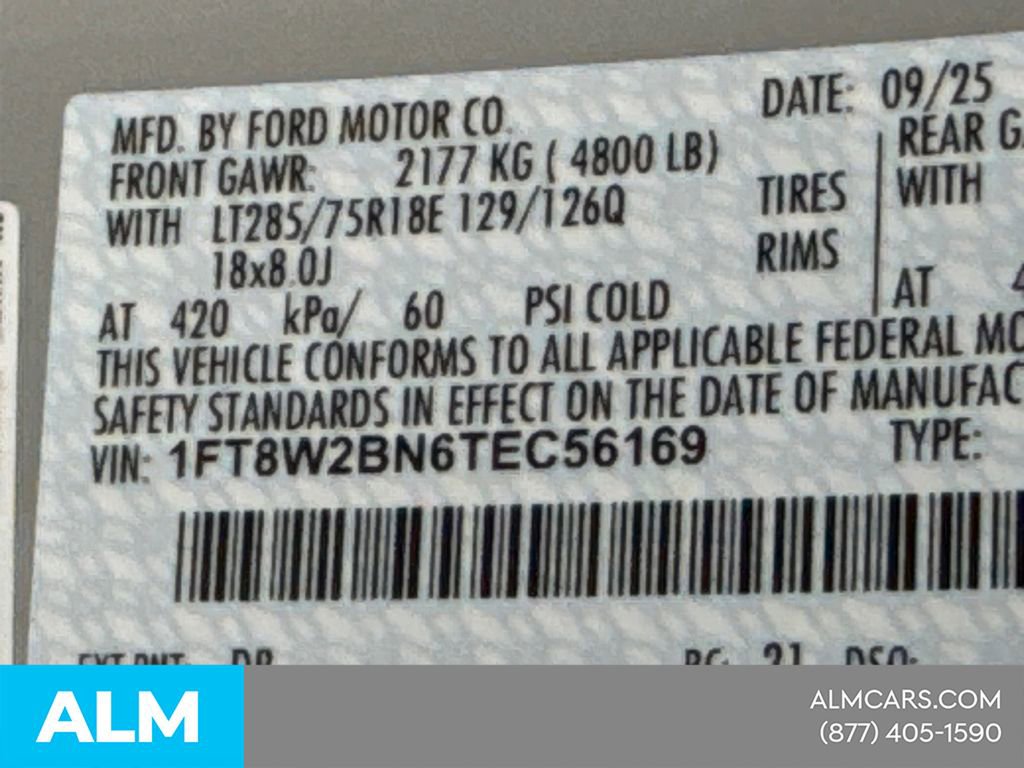 MFD. BY FORD MOTOR CO. DATE: 09/25
FRONT GAWR: 2177 KG ( 4800 LB) REAR
WITH LT285/75R18E 129/126Q TIRES WITH
18x8.0J RIMS
AT 420 kPa/ 60 PSI COLD AT
THIS VEHICLE CONFORMS TO ALL APPLICABLE FEDERAL
SAFETY STANDARDS IN EFFECT ON THE DATE OF
VIN: 1FT8W2BN6TEC56169 TYPE:
ALM
ALMCARS.COM
(877) 405-1590